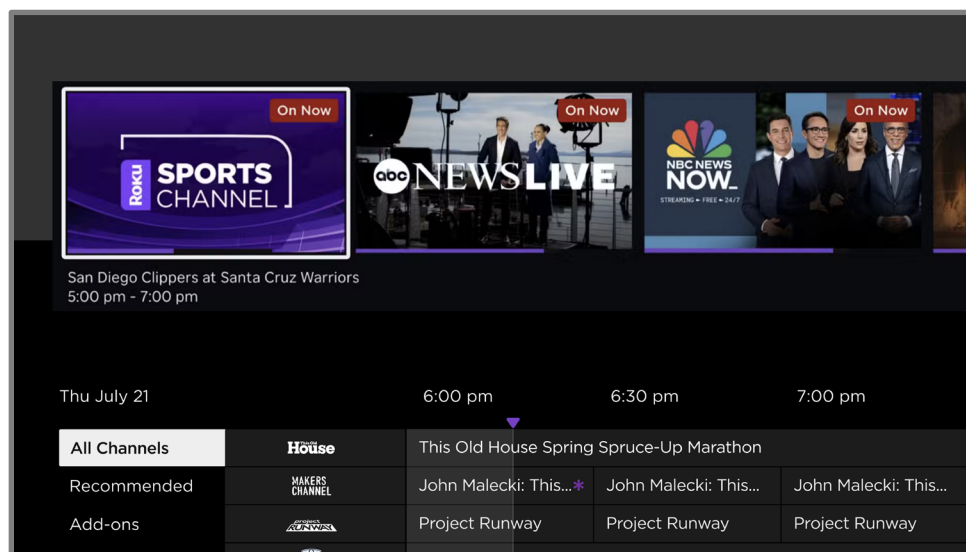 On Now
ROKU SPORTS CHANNEL
On Now
abc NEWS LIVE
On Now
NBC NEWS
NOW_
STREAMING • FREE • 24/7
San Diego Clippers at Santa Cruz Warriors
5:00 pm - 7:00 pm
Thu July 21 6:00 pm 6:30 pm 7:00 pm
All Channels This Old House This Old House Spring Spruce-Up Marathon
Recommended MAKERS CHANNEL John Malecki: This...* John Malecki: This... John Malecki: This...
Add-ons project RUNWAY Project Runway Project Runway Project Runway